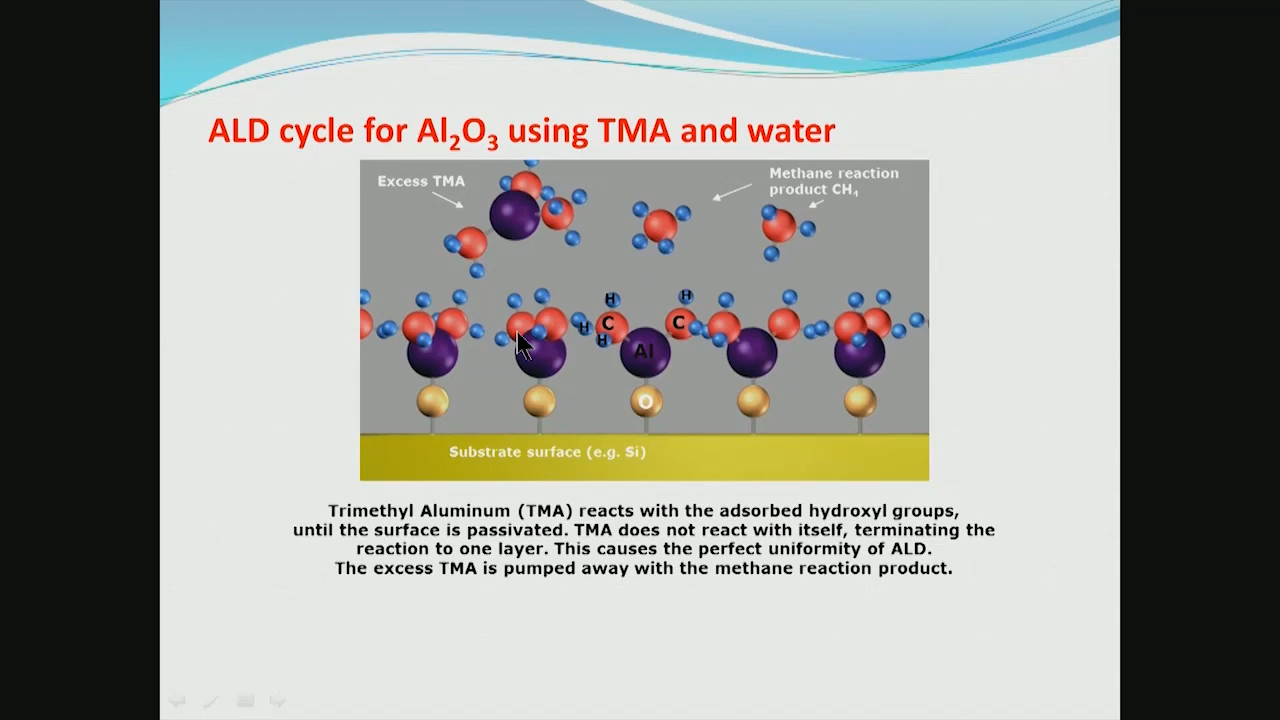 ALD cycle for Al₂O₃ using TMA and water
Excess TMA
Methane reaction
product CH₄
H
H
C
C
H
H
Al
O
Substrate surface (e.g. Si)
Trimethyl Aluminum (TMA) reacts with the adsorbed hydroxyl groups,
until the surface is passivated. TMA does not react with itself, terminating the
reaction to one layer. This causes the perfect uniformity of ALD.
The excess TMA is pumped away with the methane reaction product.